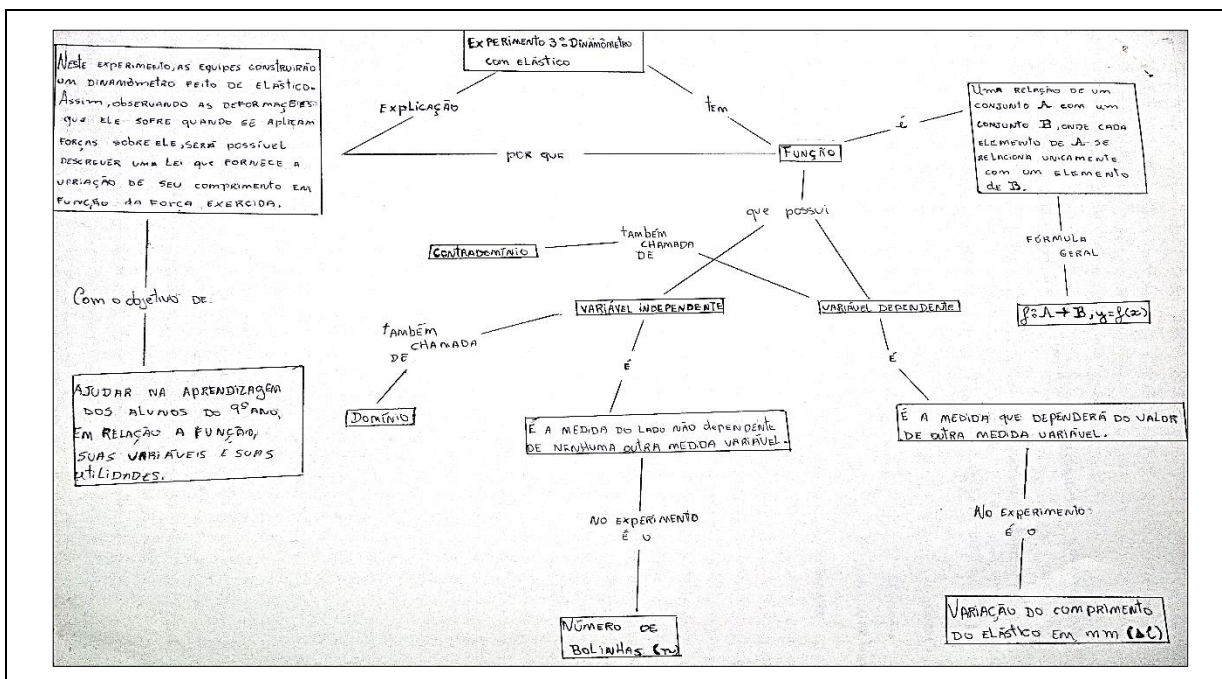 EXPERIMENTO 3: DINAMÔMETRO
COM ELÁSTICO
NESTE EXPERIMENTO, AS EQUIPES CONSTRUIRÃO
UM DINAMÔMETRO FEITO DE ELÁSTICO.
ASSIM, OBSERVANDO AS DEFORMAÇÕES
QUE ELE SOFRE QUANDO SE APLICAM
FORÇAS SOBRE ELE, SERÁ POSSÍVEL
DESCREVER UMA LEI QUE FORNECE A
VARIAÇÃO DE SEU COMPRIMENTO EM
FUNÇÃO DA FORÇA EXERCIDA.
EXPLICAÇÃO
TEM
POR QUE
FUNÇÃO
é
UMA RELAÇÃO DE UM
CONJUNTO A COM UM
CONJUNTO B, ONDE CADA
ELEMENTO DE A SE
RELACIONA UNICAMENTE
COM UM ELEMENTO
DE B.
FÓRMULA
GERAL
f: A → B, y = f(x)
que possui
TAMBÉM
CHAMADA
DE
CONTRADOMÍNIO
VARIÁVEL INDEPENDENTE
VARIÁVEL DEPENDENTE
TAMBÉM
CHAMADA
DE
DOMÍNIO
É
É A MEDIDA DO LADO NÃO DEPENDENTE
DE NENHUMA OUTRA MEDIDA VARIÁVEL.
NO EXPERIMENTO
É O
NÚMERO DE
BOLINHAS (n)
É
É A MEDIDA QUE DEPENDERÁ DO VALOR
DE OUTRA MEDIDA VARIÁVEL.
NO EXPERIMENTO
É O
VARIAÇÃO DO COMPRIMENTO
DO ELÁSTICO EM mm (Δl)
Com o objetivo DE:
AJUDAR NA APRENDIZAGEM
DOS ALUNOS DO 9º ANO,
EM RELAÇÃO A FUNÇÃO,
SUAS VARIÁVEIS E SUAS
UTILIDADES.